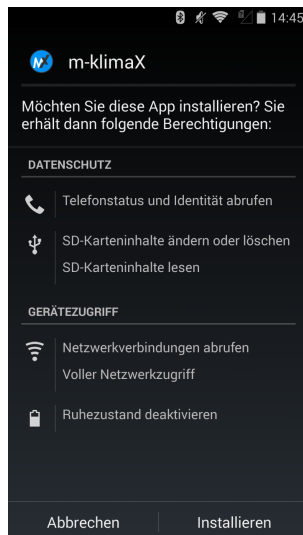 14:45
m-klimaX
Möchten Sie diese App installieren? Sie
erhält dann folgende Berechtigungen:
DATENSCHUTZ
Telefonstatus und Identität abrufen
SD-Karteninhalte ändern oder löschen
SD-Karteninhalte lesen
GERÄTEZUGRIFF
Netzwerkverbindungen abrufen
Voller Netzwerkzugriff
Ruhezustand deaktivieren
Abbrechen Installieren